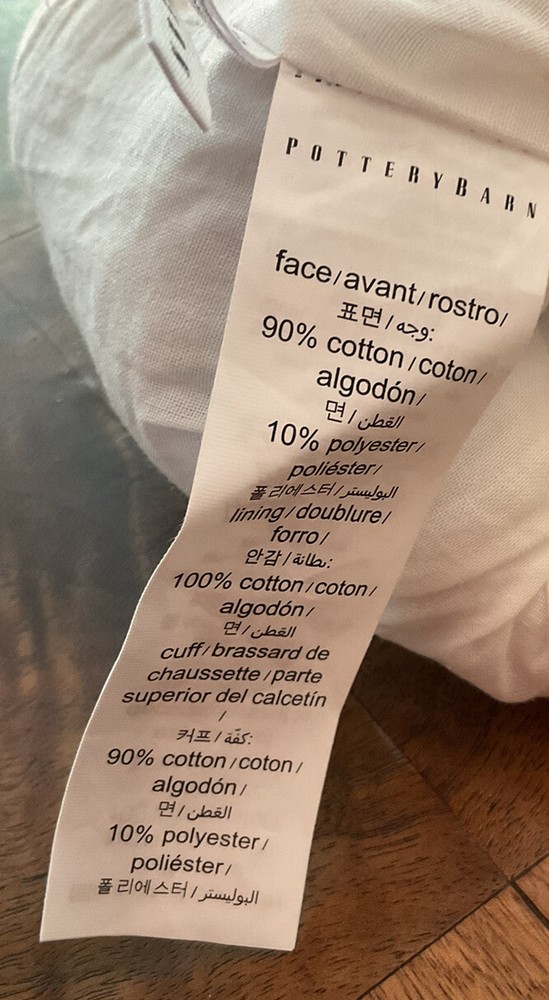 POTTERYBARN
face/avant/rostro/
표면/وجه:
90% cotton/coton/
algodón/
면/القطن
10% polyester/
poliéster/
폴리에스터/البوليستر
lining/doublure/
forro/
안감/بطانة:
100% cotton/coton/
algodón/
면/القطن
cuff/brassard de
chaussette/parte
superior del calcetín
/
커프/كفّة:
90% cotton/coton/
algodón/
면/القطن
10% polyester/
poliéster/
폴리에스터/البوليستر